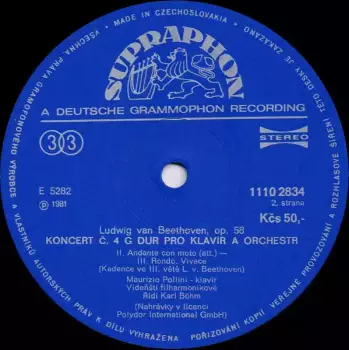 • MADE IN CZECHOSLOVAKIA •
VŠECHNA PRÁVA GRAMOFONOVÉHO VÝROBCE A VLASTNÍKŮ AUTORSKÝCH PRÁV K DÍLU VYHRAŽENA
POŘIZOVÁNÍ KOPIÍ, VEŘEJNÉ PROVOZOVÁNÍ A ROZHLASOVÉ ŠÍŘENÍ TÉTO DESKY JE ZAKÁZÁNO
SUPRAPHON
A DEUTSCHE GRAMMOPHON RECORDING
33
STEREO
E 5282
1110 2834
℗ 1981
2. strana
Kčs 50,-
Ludwig van Beethoven, op. 58
KONCERT Č. 4 G DUR PRO KLAVÍR A ORCHESTR
II. Andante con moto (att.) —
III. Rondo. Vivace
(Kadence ve III. větě L. v. Beethoven)
Maurizio Pollini - klavír
Vídeňští filharmonikové
Řídí Karl Böhm
(Nahrávky v licenci
Polydor International GmbH)